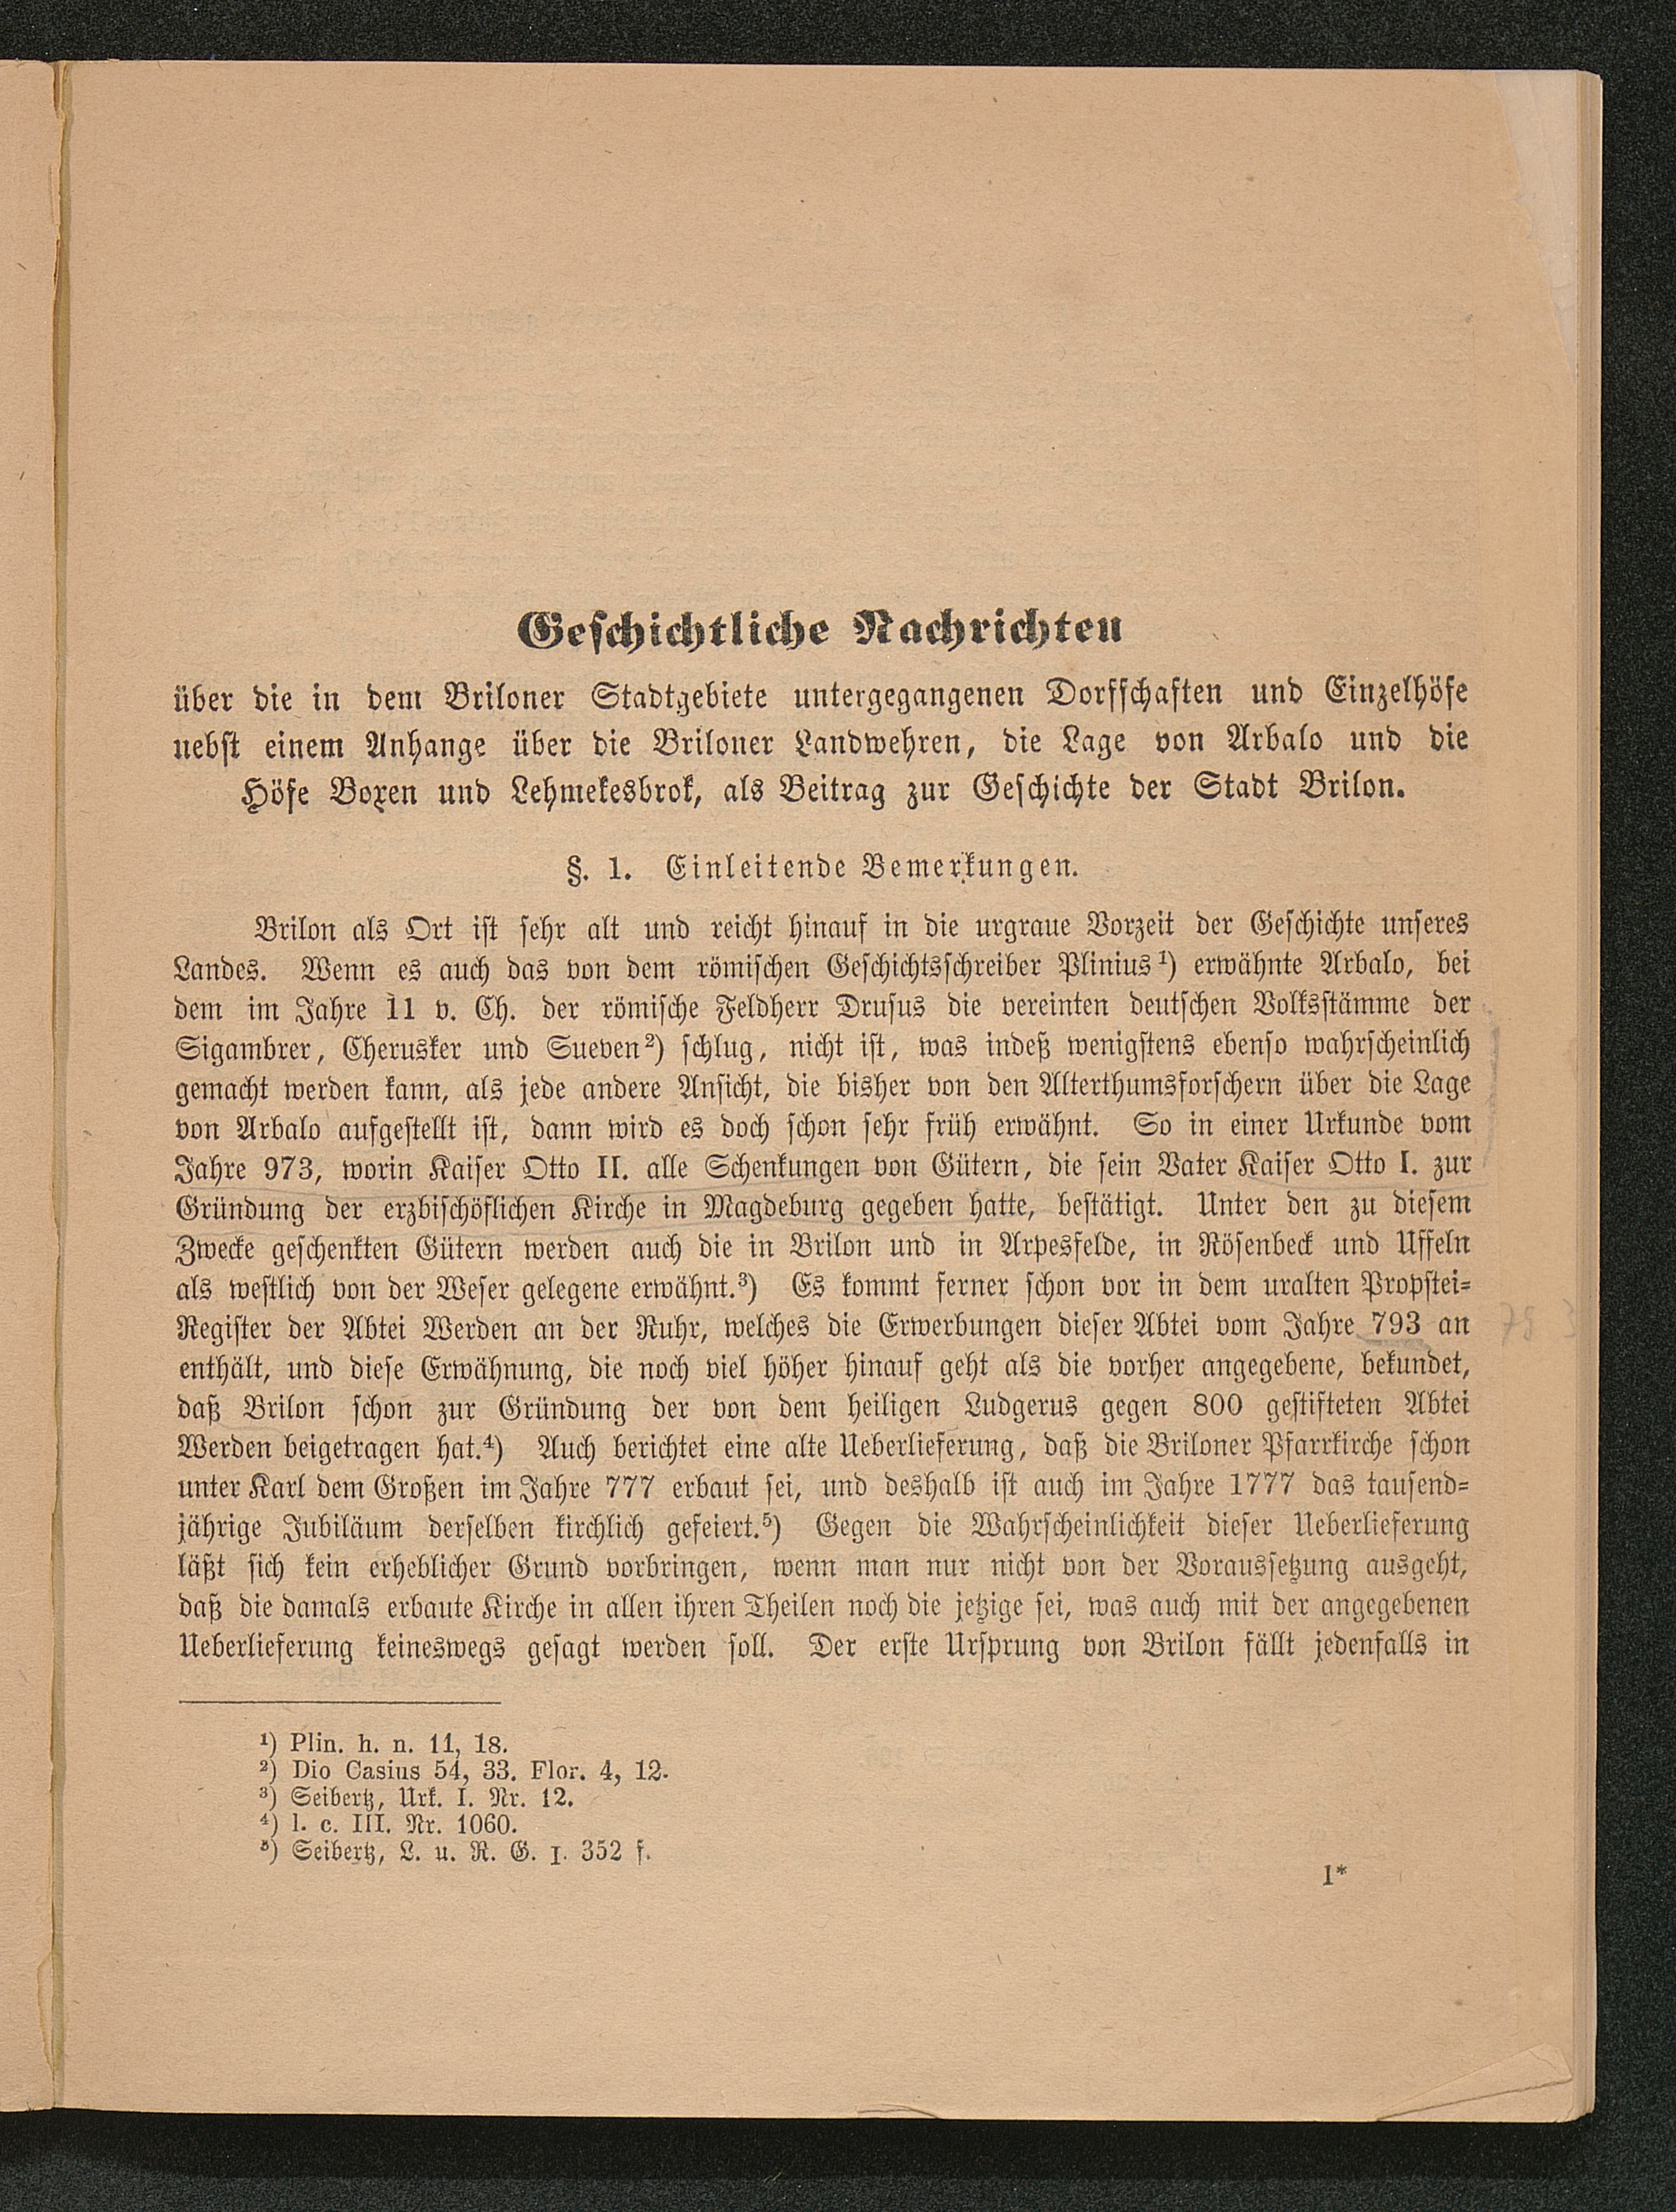 Geschichtliche Nachrichten
über die in dem Briloner Stadtgebiete untergegangenen Dorfschaften und Einzelhöfe
nebst einem Anhange über die Briloner Landwehren, die Lage von Arbalo und die
Höfe Boxen und Lehmekesbrok, als Beitrag zur Geschichte der Stadt Brilon.
§. 1. Einleitende Bemerkungen.
Brilon als Ort ist sehr alt und reicht hinauf in die urgraue Vorzeit der Geschichte unseres
Landes. Wenn es auch das von dem römischen Geschichtsschreiber Plinius¹) erwähnte Arbalo, bei
dem im Jahre 11 v. Ch. der römische Feldherr Drusus die vereinten deutschen Volksstämme der
Sigambrer, Cherusker und Sueven²) schlug, nicht ist, was indeß wenigstens ebenso wahrscheinlich
gemacht werden kann, als jede andere Ansicht, die bisher von den Alterthumsforschern über die Lage
von Arbalo aufgestellt ist, dann wird es doch schon sehr früh erwähnt. So in einer Urkunde vom
Jahre 973, worin Kaiser Otto II. alle Schenkungen von Gütern, die sein Vater Kaiser Otto I. zur
Gründung der erzbischöflichen Kirche in Magdeburg gegeben hatte, bestätigt. Unter den zu diesem
Zwecke geschenkten Gütern werden auch die in Brilon und in Arpesfelde, in Rösenbeck und Uffeln
als westlich von der Weser gelegene erwähnt.³) Es kommt ferner schon vor in dem uralten Propstei-
Register der Abtei Werden an der Ruhr, welches die Erwerbungen dieser Abtei vom Jahre 793 an
793
enthält, und diese Erwähnung, die noch viel höher hinauf geht als die vorher angegebene, bekundet,
daß Brilon schon zur Gründung der von dem heiligen Ludgerus gegen 800 gestifteten Abtei
Werden beigetragen hat.⁴) Auch berichtet eine alte Ueberlieferung, daß die Briloner Pfarrkirche schon
unter Karl dem Großen im Jahre 777 erbaut sei, und deshalb ist auch im Jahre 1777 das tausend-
jährige Jubiläum derselben kirchlich gefeiert.⁵) Gegen die Wahrscheinlichkeit dieser Ueberlieferung
läßt sich kein erheblicher Grund vorbringen, wenn man nur nicht von der Voraussetzung ausgeht,
daß die damals erbaute Kirche in allen ihren Theilen noch die jetzige sei, was auch mit der angegebenen
Ueberlieferung keineswegs gesagt werden soll. Der erste Ursprung von Brilon fällt jedenfalls in
¹) Plin. h. n. 11, 18.
²) Dio Casius 54, 33. Flor. 4, 12.
³) Seibertz, Urk. I. Nr. 12.
⁴) l. c. III. Nr. 1060.
⁵) Seibertz, L. u. R. G. I. 352 f.
1*